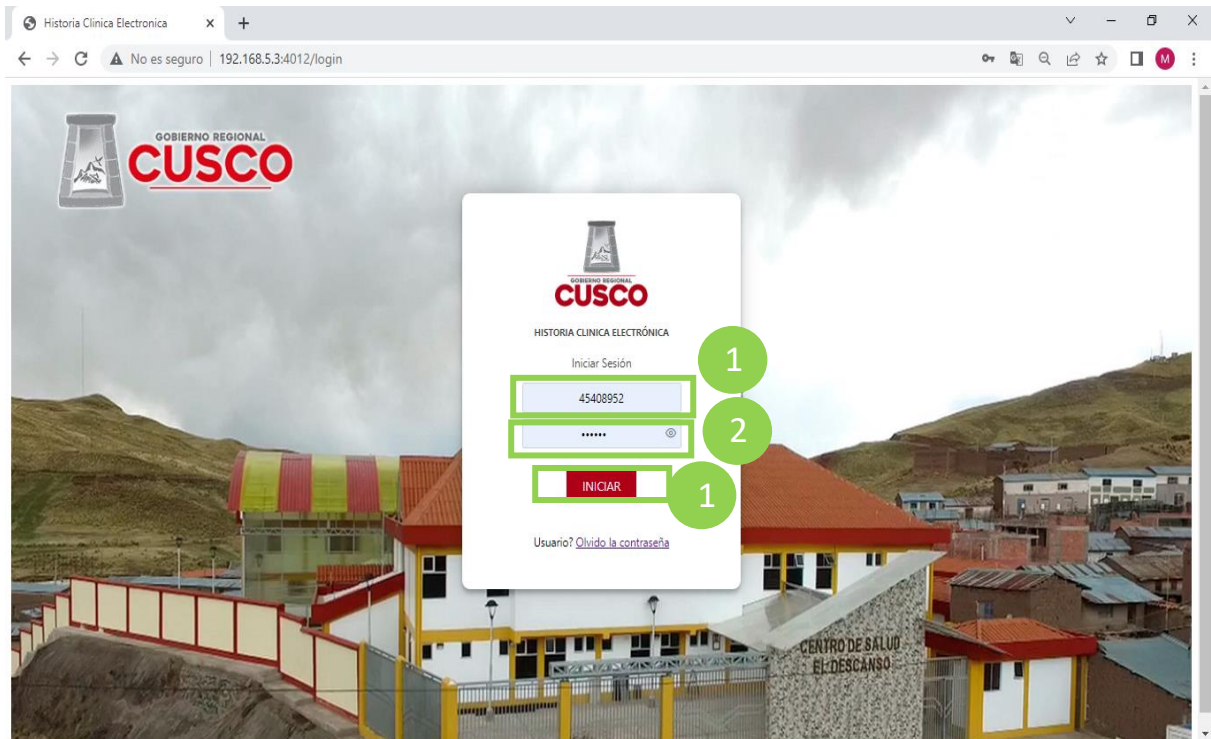 Historia Clinica Electronica
No es seguro
192.168.5.3:4012/login
M
GOBIERNO REGIONAL
CUSCO
GOBIERNO REGIONAL
CUSCO
HISTORIA CLINICA ELECTRÓNICA
Iniciar Sesión
1
45408952
••••••
2
INICIAR
1
Usuario? Olvido la contraseña
CENTRO DE SALUD
EL DESCANSO